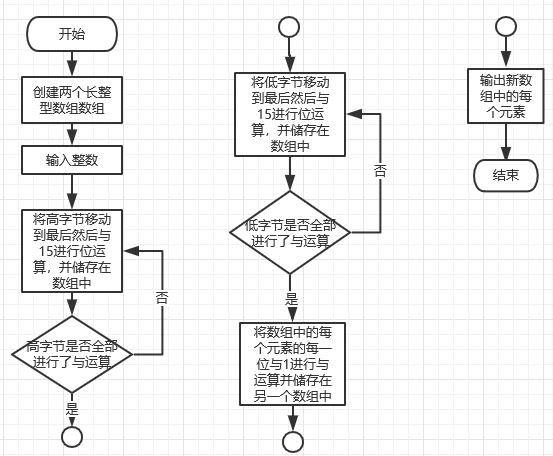 开始
创建两个长整
型数组数组
输入整数
将高字节移动
到最后然后与
15进行位运
算，并储存在
数组中
高字节是否全部
进行了与运算
否
是
将低字节移动
到最后然后与
15进行位运
算，并储存在
数组中
低字节是否全部
进行了与运算
否
是
将数组中的每
个元素的每一
位与1进行与
运算并储存在
另一个数组中
输出新数
组中的每
个元素
结束